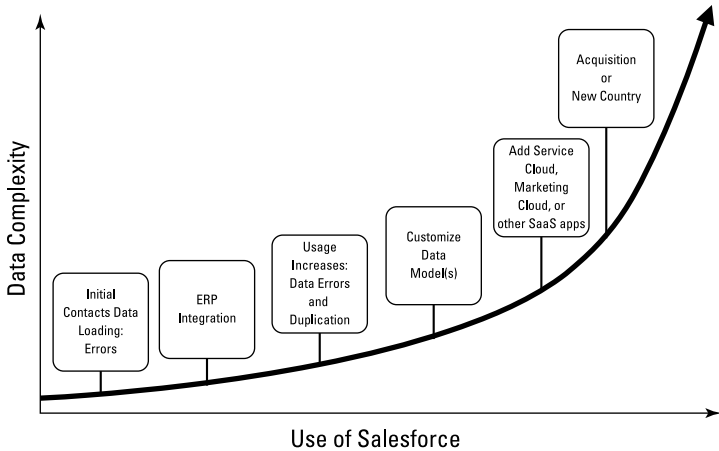 Data Complexity
Initial
Contacts Data
Loading:
Errors
ERP
Integration
Usage
Increases:
Data Errors
and
Duplication
Customize
Data
Model(s)
Add Service
Cloud,
Marketing
Cloud, or
other SaaS apps
Acquisition
or
New Country
Use of Salesforce